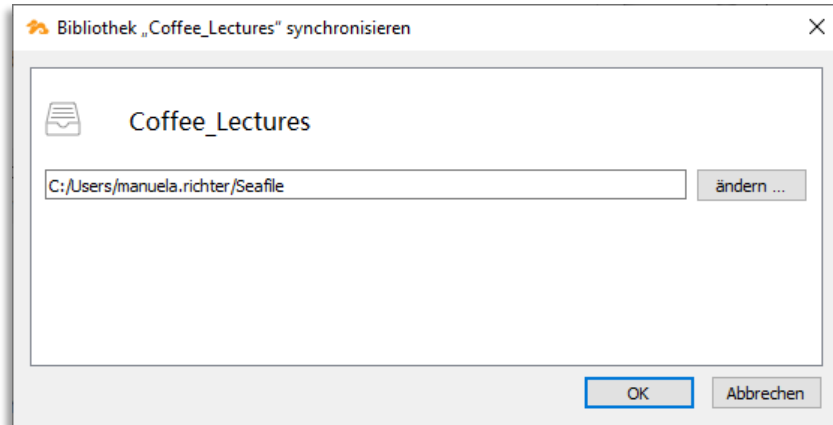 Bibliothek „Coffee_Lectures“ synchronisieren
Coffee_Lectures
C:/Users/manuela.richter/Seafile
ändern ...
OK
Abbrechen